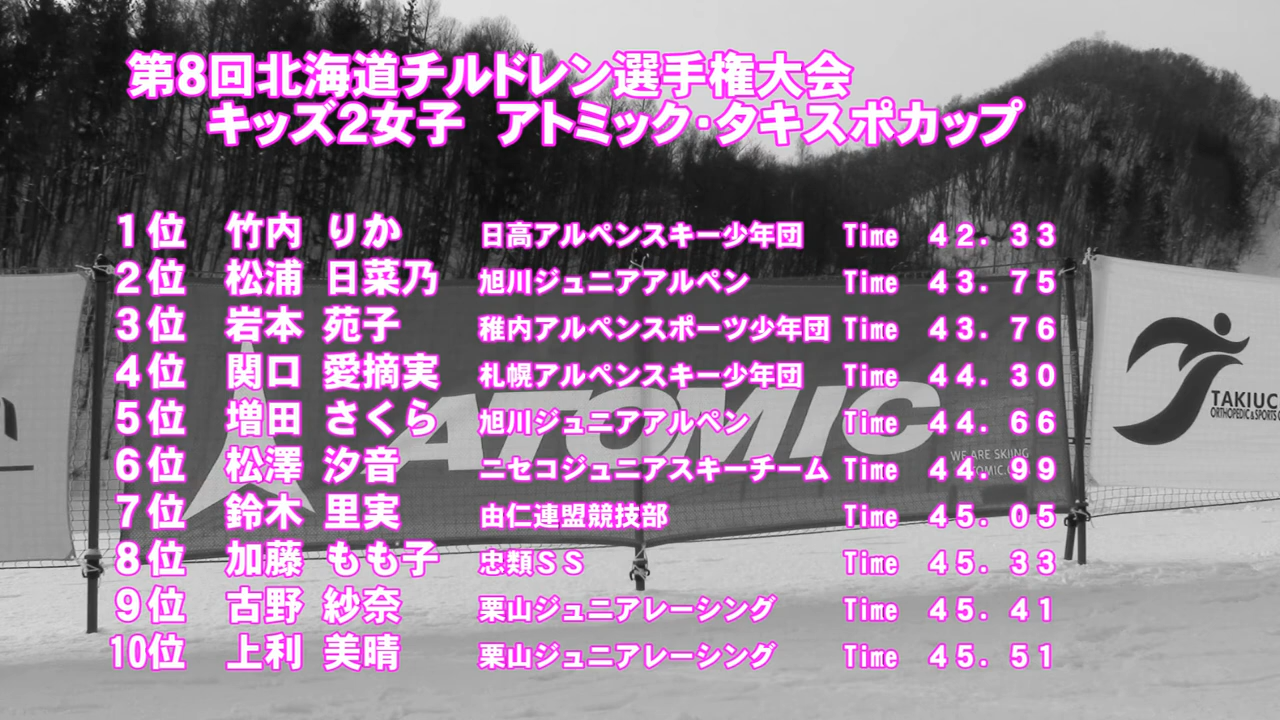 第8回北海道チルドレン選手権大会
キッズ2女子 アトミック・タキスポカップ
1位 竹内 りか 日高アルペンスキー少年団 Time 42.33
2位 松浦 日菜乃 旭川ジュニアアルペン Time 43.75
3位 岩本 苑子 稚内アルペンスポーツ少年団 Time 43.76
4位 関口 愛摘実 札幌アルペンスキー少年団 Time 44.30
5位 増田 さくら 旭川ジュニアアルペン Time 44.66
6位 松澤 汐音 ニセコジュニアスキーチーム Time 44.99
7位 鈴木 里実 由仁連盟競技部 Time 45.05
8位 加藤 もも子 忠類SS Time 45.33
9位 古野 紗奈 栗山ジュニアレーシング Time 45.41
10位 上利 美晴 栗山ジュニアレーシング Time 45.51
ATOMIC
WE ARE SKIING
TAKIUC
ORTHOPEDIC&SPORTS